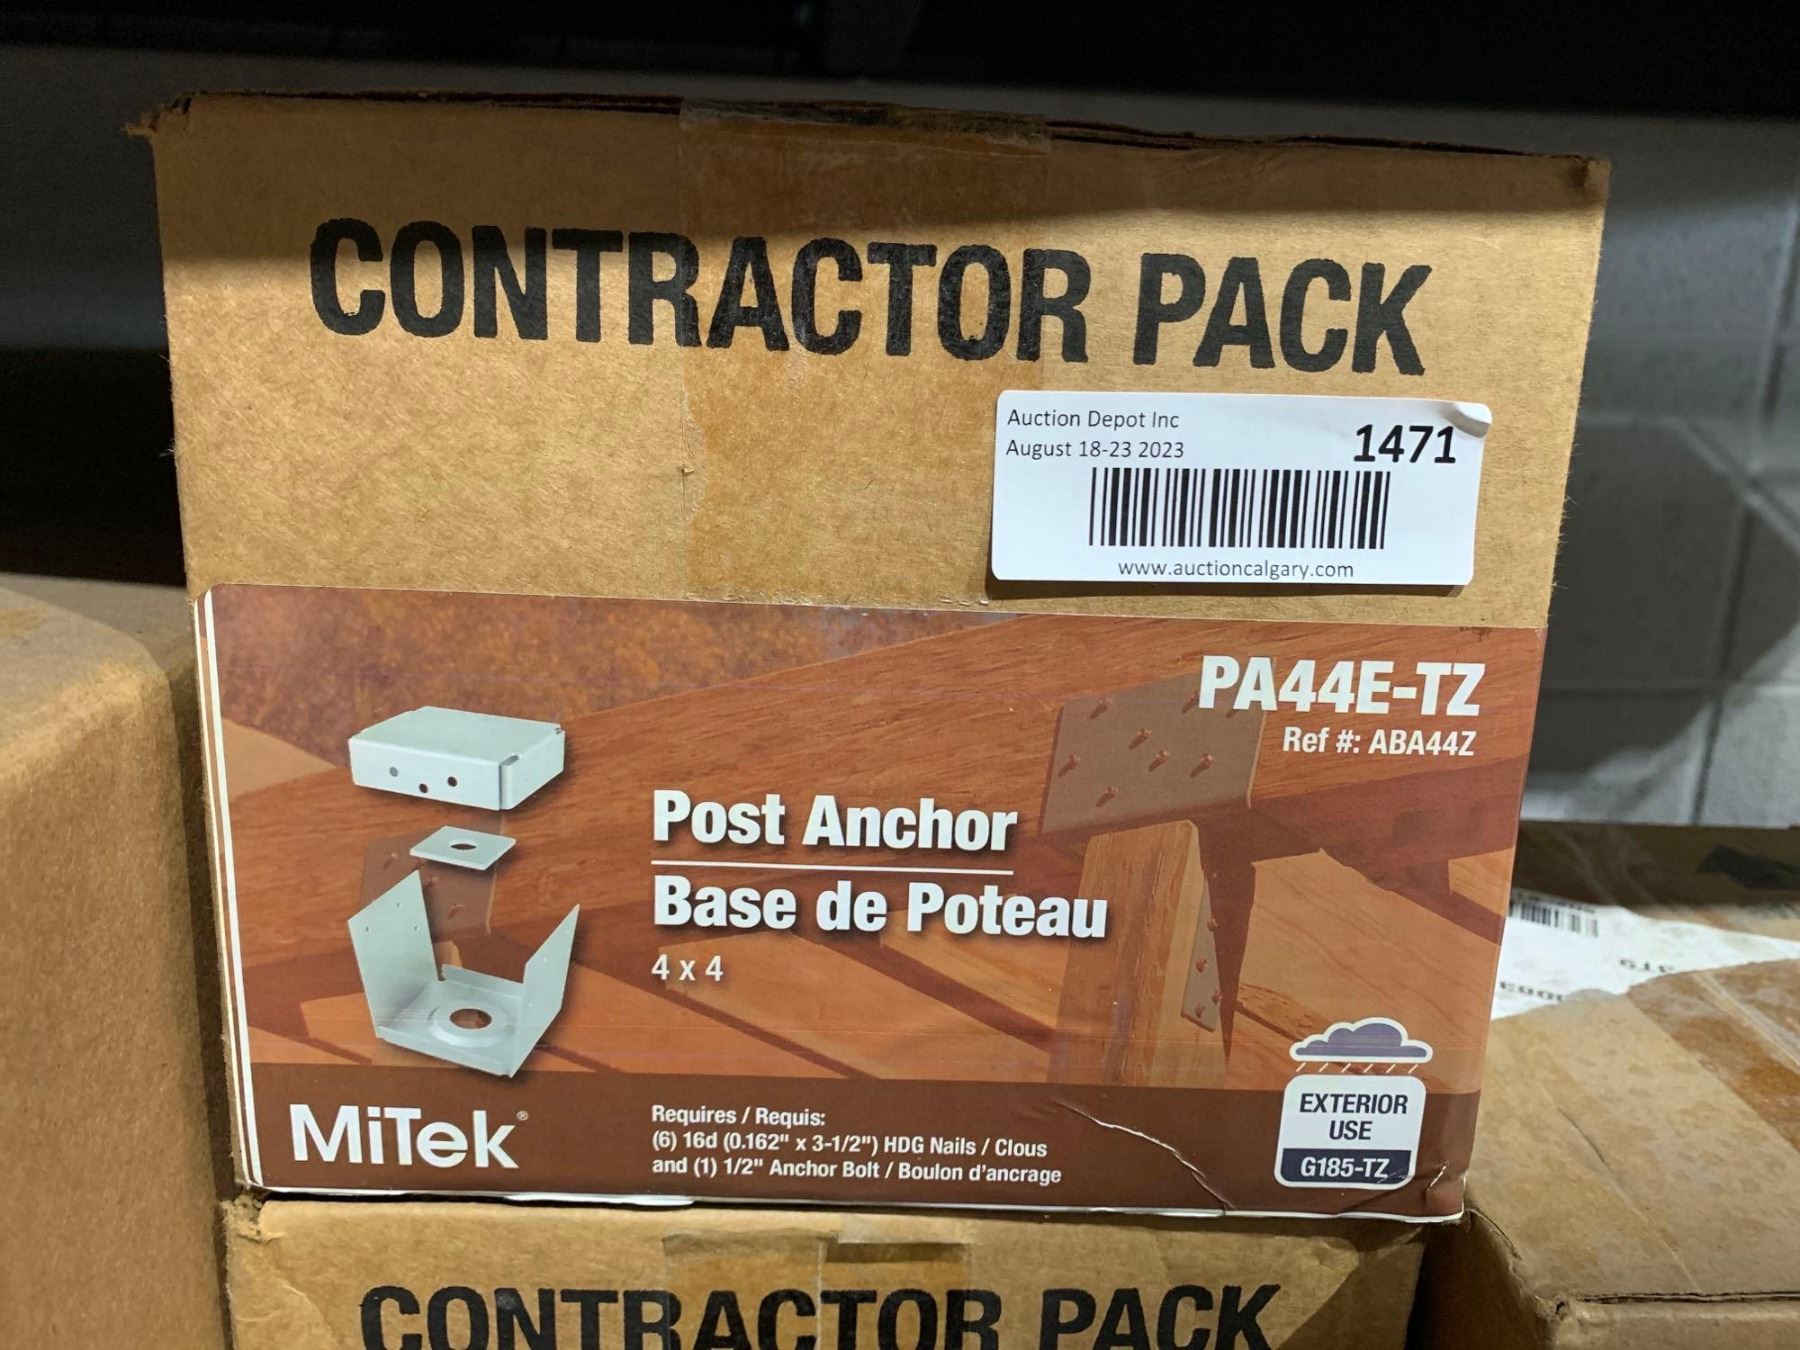 CONTRACTOR PACK
Auction Depot Inc
August 18-23 2023
1471
www.auctioncalgary.com
PA44E-TZ
Ref #: ABA44Z
Post Anchor
Base de Poteau
4 x 4
MiTek®
Requires / Requis:
(6) 16d (0.162" x 3-1/2") HDG Nails / Clous
and (1) 1/2" Anchor Bolt / Boulon d'ancrage
EXTERIOR
USE
G185-TZ
CONTRACTOR PACK